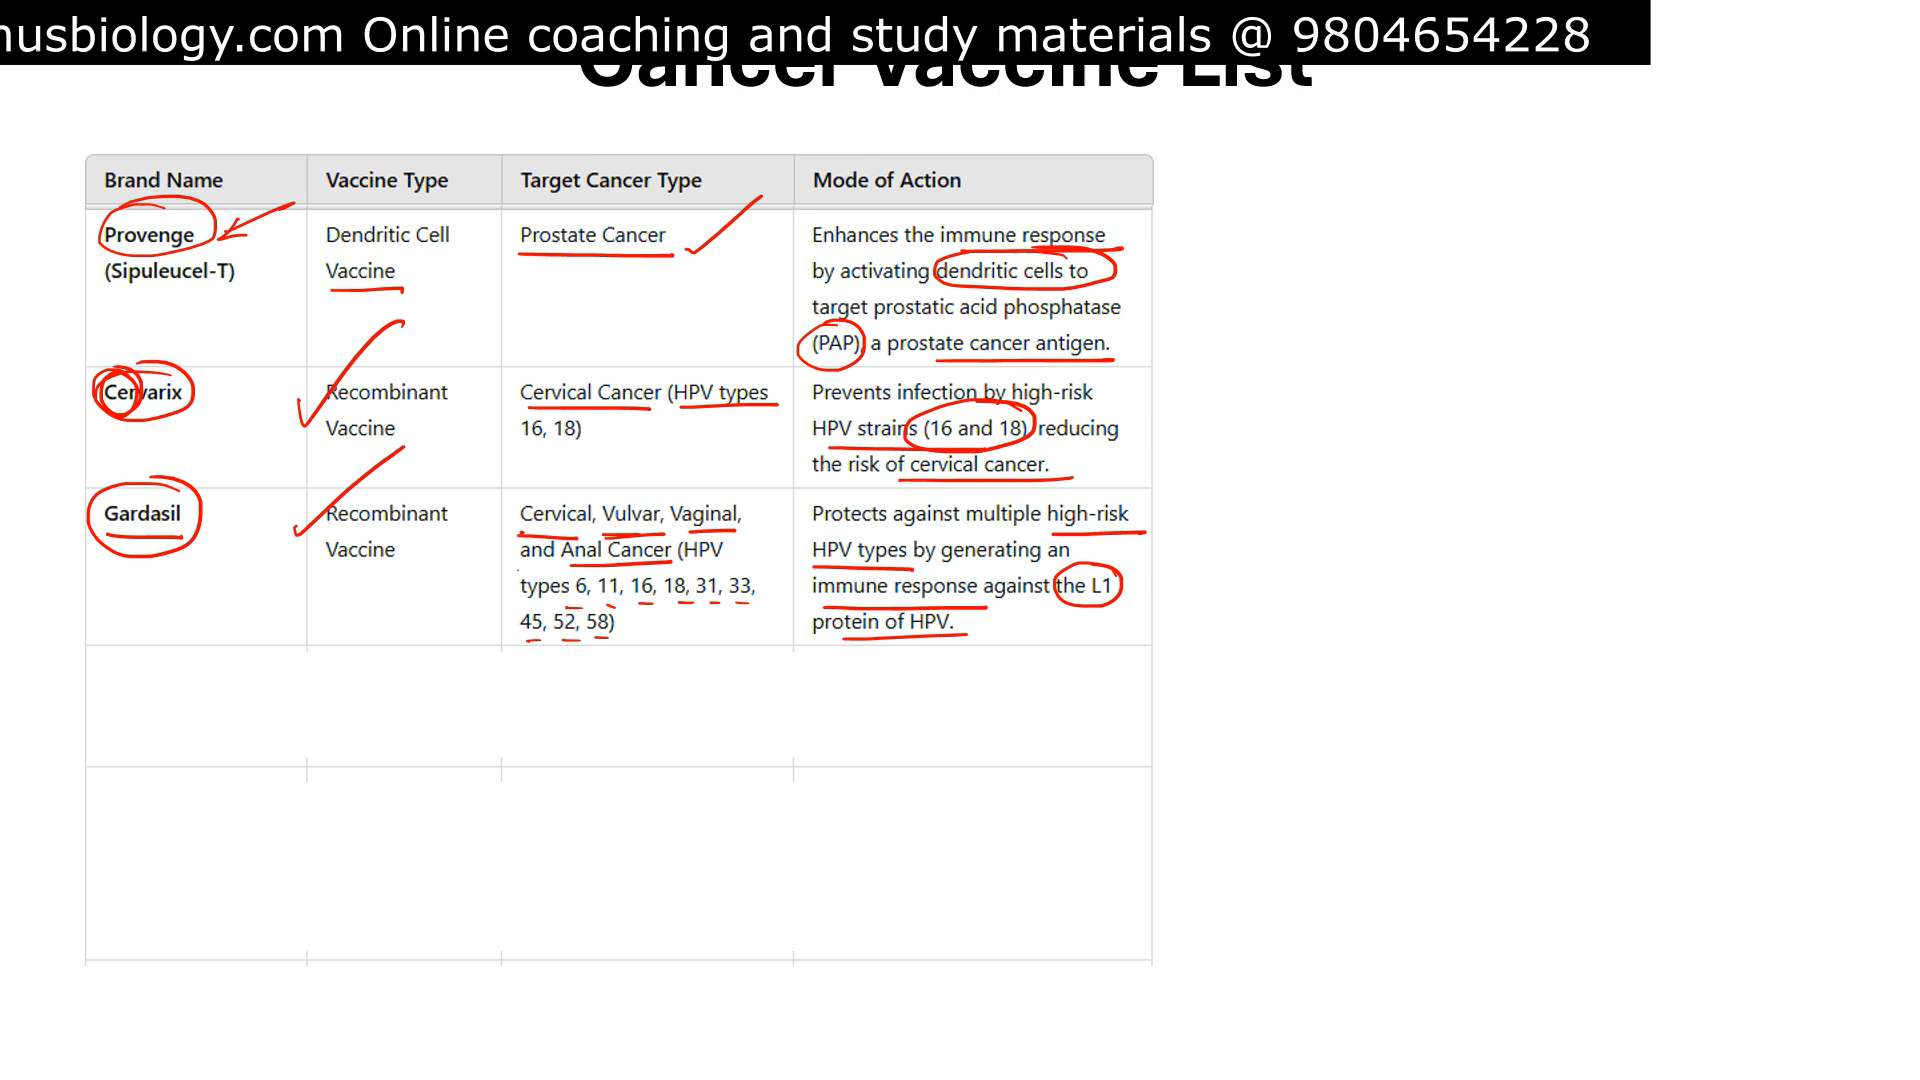 nusbiology.com Online coaching and study materials @ 9804654228
Cancer Vaccine List
Brand Name
Vaccine Type
Target Cancer Type
Mode of Action
Provenge
(Sipuleucel-T)
Dendritic Cell
Vaccine
Prostate Cancer
Enhances the immune response
by activating dendritic cells to
target prostatic acid phosphatase
(PAP), a prostate cancer antigen.
Cervarix
Recombinant
Vaccine
Cervical Cancer (HPV types
16, 18)
Prevents infection by high-risk
HPV strains (16 and 18), reducing
the risk of cervical cancer.
Gardasil
Recombinant
Vaccine
Cervical, Vulvar, Vaginal,
and Anal Cancer (HPV
types 6, 11, 16, 18, 31, 33,
45, 52, 58)
Protects against multiple high-risk
HPV types by generating an
immune response against the L1
protein of HPV.